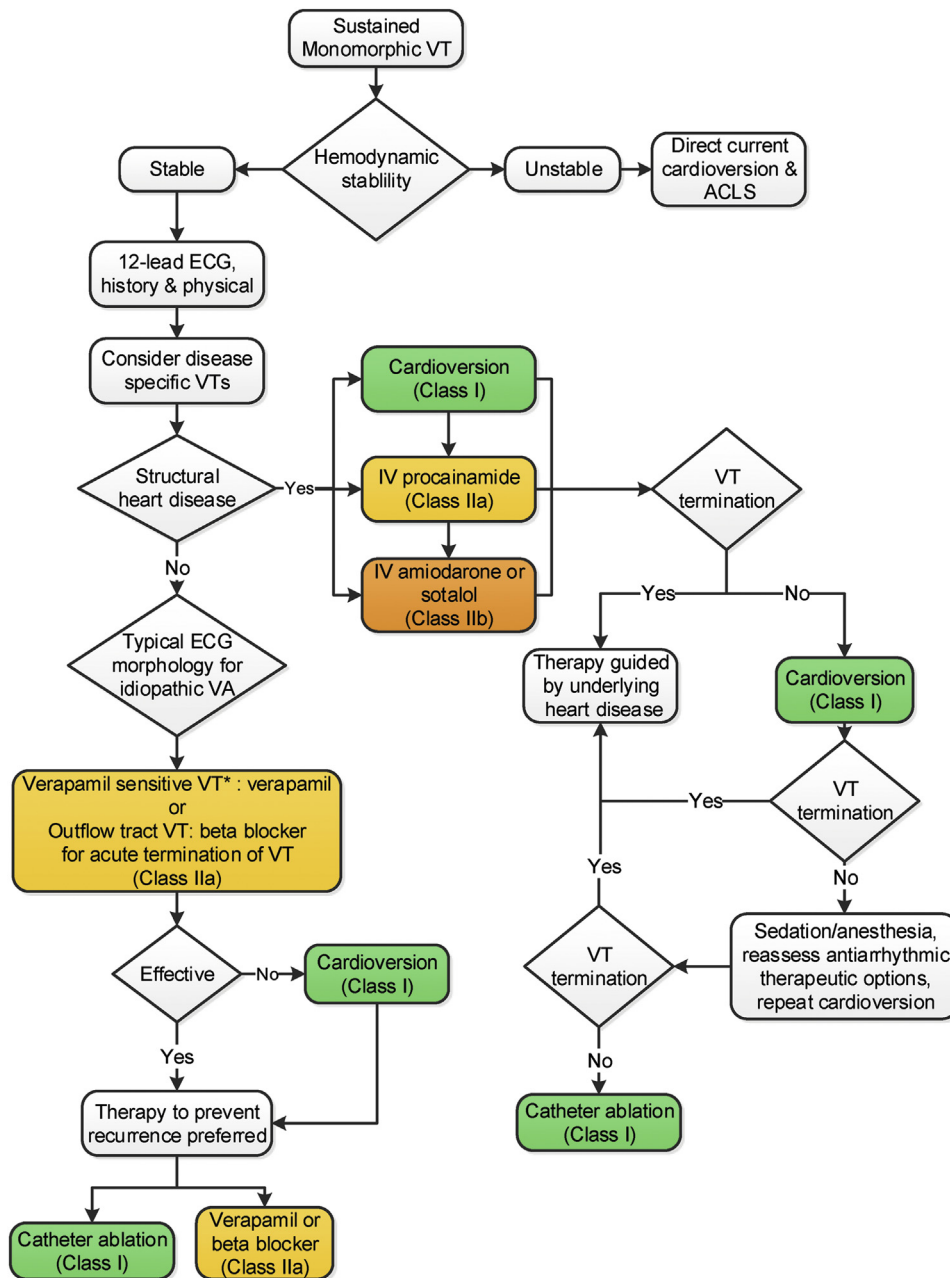 Sustained
Monomorphic VT
Hemodynamic
stablility
Stable
Unstable
Direct current
cardioversion &
ACLS
12-lead ECG,
history & physical
Consider disease
specific VTs
Structural
heart disease
Yes
Cardioversion
(Class I)
IV procainamide
(Class IIa)
IV amiodarone or
sotalol
(Class IIb)
VT
termination
Yes
No
Therapy guided
by underlying
heart disease
Cardioversion
(Class I)
VT
termination
Yes
No
Sedation/anesthesia,
reassess antiarrhythmic
therapeutic options,
repeat cardioversion
VT
termination
Yes
No
Catheter ablation
(Class I)
No
Typical ECG
morphology for
idiopathic VA
Verapamil sensitive VT* : verapamil
or
Outflow tract VT: beta blocker
for acute termination of VT
(Class IIa)
Effective
No
Cardioversion
(Class I)
Yes
Therapy to prevent
recurrence preferred
Catheter ablation
(Class I)
Verapamil or
beta blocker
(Class IIa)